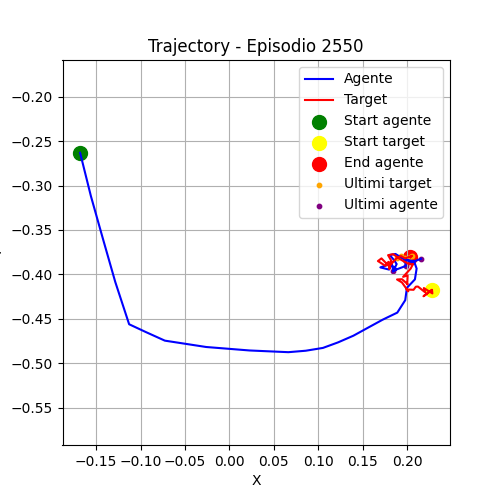 Trajectory - Episodio 2550
Agente
Target
Start agente
Start target
End agente
Ultimi target
Ultimi agente
−0.20
−0.25
−0.30
−0.35
−0.40
−0.45
−0.50
−0.55
−0.15 −0.10 −0.05 0.00 0.05 0.10 0.15 0.20
X